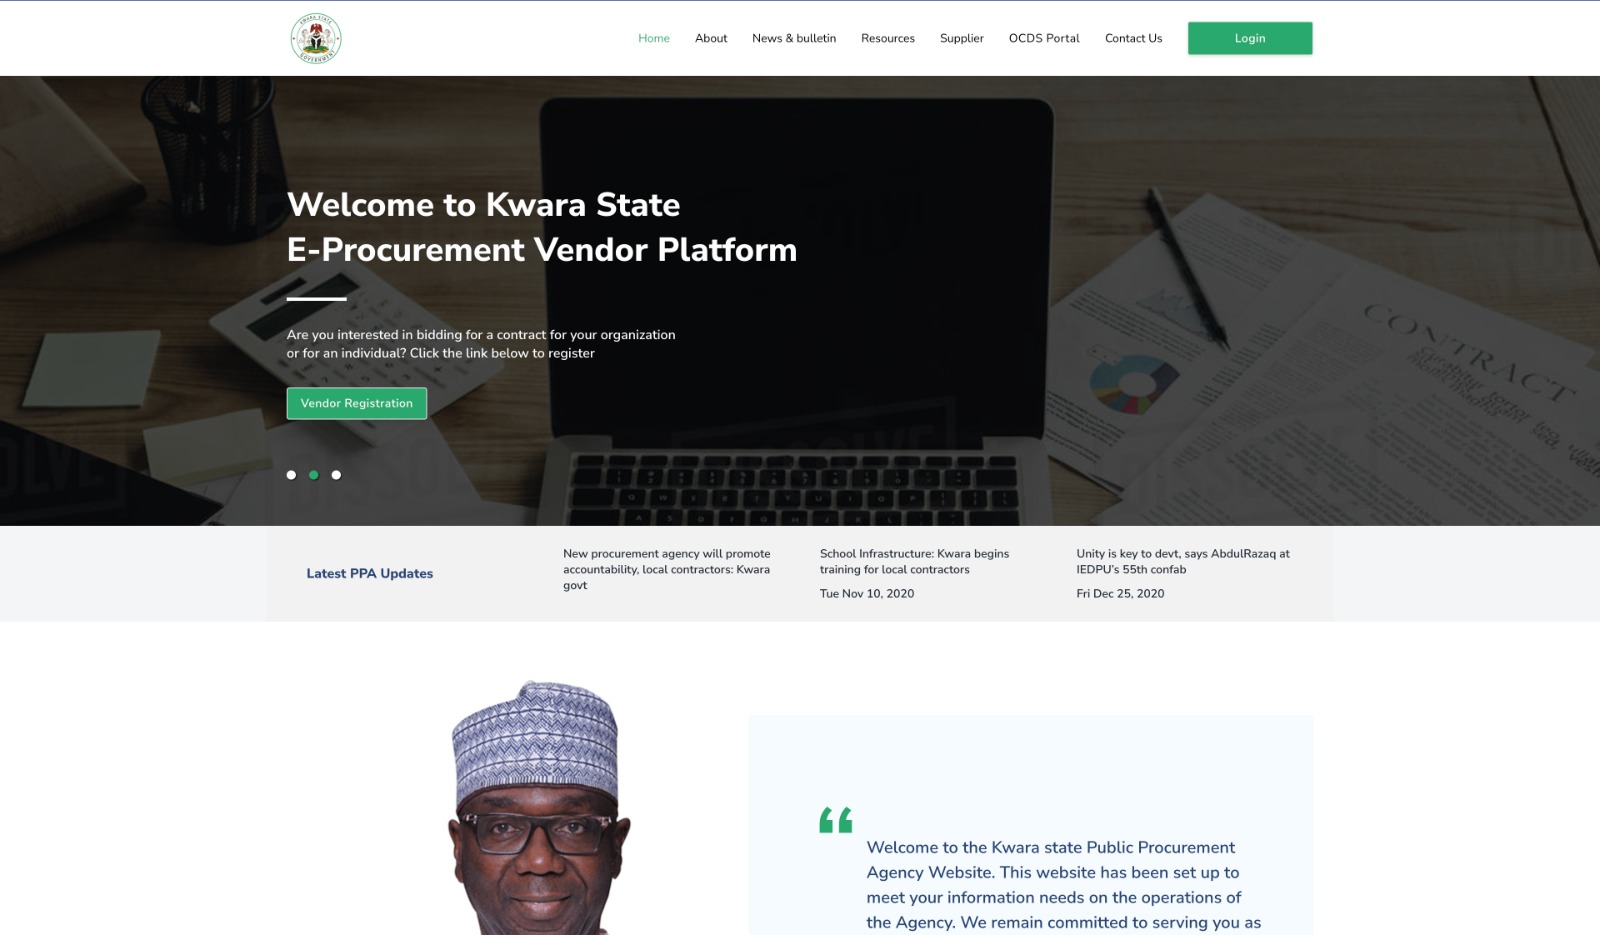 KWARA STATE
GOVERNMENT
Home
About
News & bulletin
Resources
Supplier
OCDS Portal
Contact Us
Login
Welcome to Kwara State
E-Procurement Vendor Platform
Are you interested in bidding for a contract for your organization
or for an individual? Click the link below to register
Vendor Registration
CONTRACT
Latest PPA Updates
New procurement agency will promote
accountability, local contractors: Kwara
govt
School Infrastructure: Kwara begins
training for local contractors
Tue Nov 10, 2020
Unity is key to devt, says AbdulRazaq at
IEDPU's 55th confab
Fri Dec 25, 2020
“
Welcome to the Kwara state Public Procurement
Agency Website. This website has been set up to
meet your information needs on the operations of
the Agency. We remain committed to serving you as